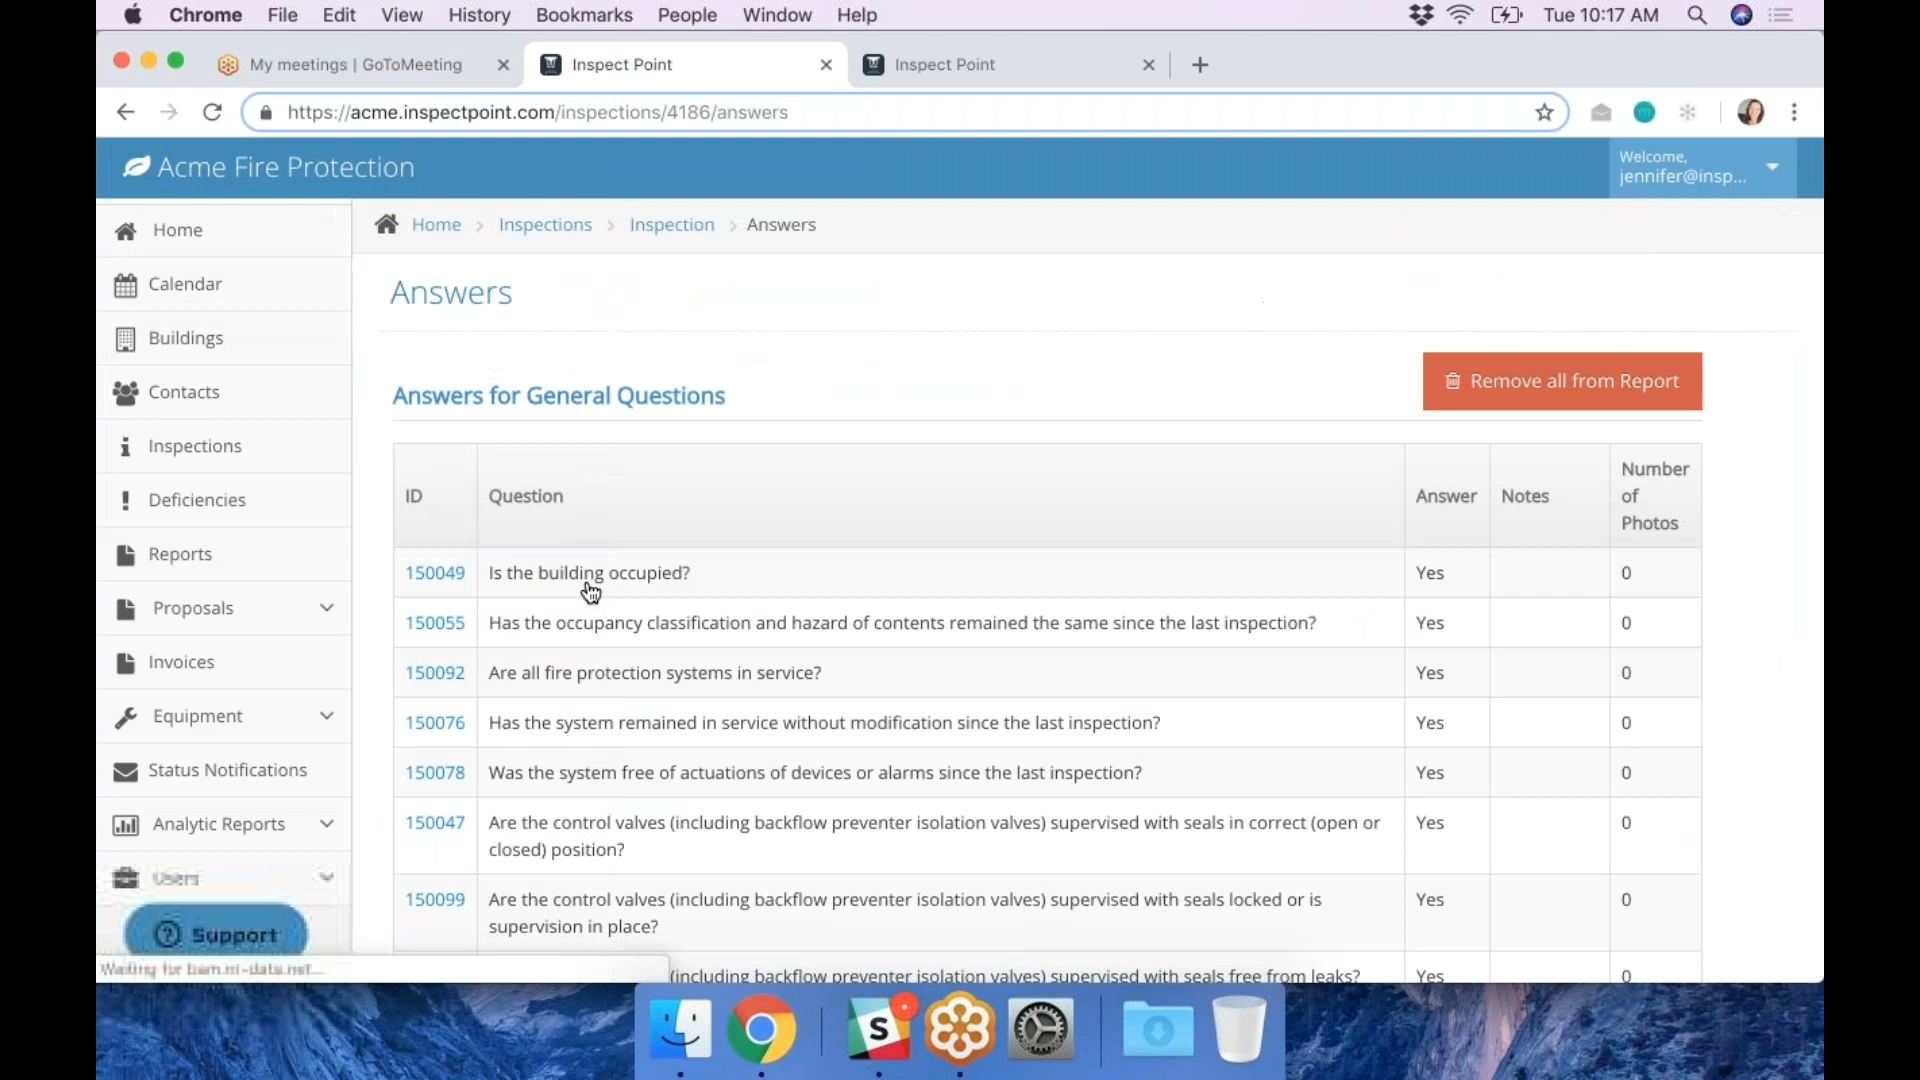 Chrome File Edit View History Bookmarks People Window Help Tue 10:17 AM
My meetings | GoToMeeting Inspect Point Inspect Point
https://acme.inspectpoint.com/inspections/4186/answers
Acme Fire Protection
Welcome,
jennifer@insp...
Home
Calendar
Buildings
Contacts
Inspections
Deficiencies
Reports
Proposals
Invoices
Equipment
Status Notifications
Analytic Reports
Users
Support
Home > Inspections > Inspection > Answers
Answers
Answers for General Questions
Remove all from Report
ID Question Answer Notes Number of Photos
150049 Is the building occupied? Yes 0
150055 Has the occupancy classification and hazard of contents remained the same since the last inspection? Yes 0
150092 Are all fire protection systems in service? Yes 0
150076 Has the system remained in service without modification since the last inspection? Yes 0
150078 Was the system free of actuations of devices or alarms since the last inspection? Yes 0
150047 Are the control valves (including backflow preventer isolation valves) supervised with seals in correct (open or
closed) position? Yes 0
150099 Are the control valves (including backflow preventer isolation valves) supervised with seals locked or is
supervision in place? Yes 0
(including backflow preventer isolation valves) supervised with seals free from leaks? Yes 0
Waiting for
S